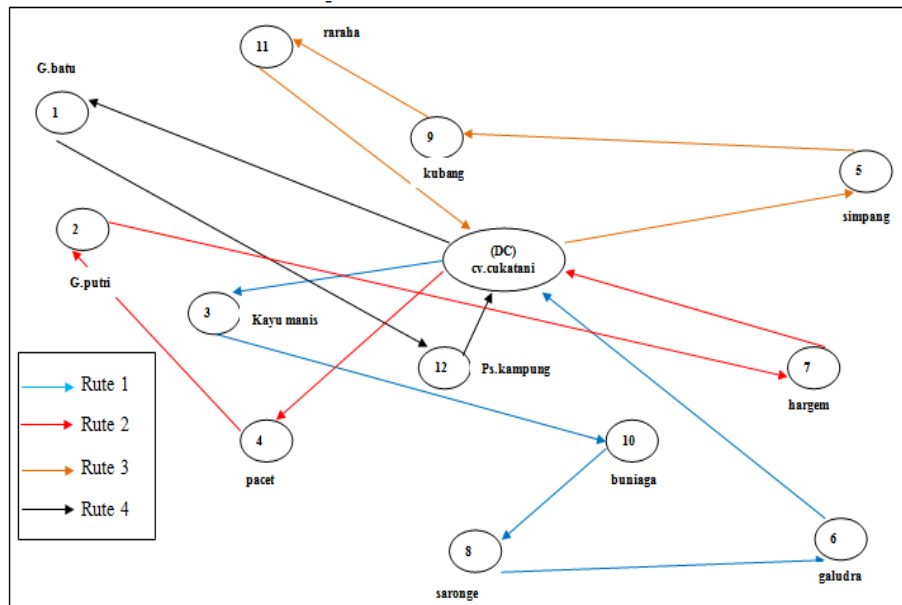 raraha
11
G.batu
1
9
kubang
5
simpang
2
G.putri
(DC)
cv.cukatani
3
Kayu manis
12
Ps.kampung
7
hargem
Rute 1
Rute 2
Rute 3
Rute 4
4
pacet
10
buniaga
8
saronge
6
galudra